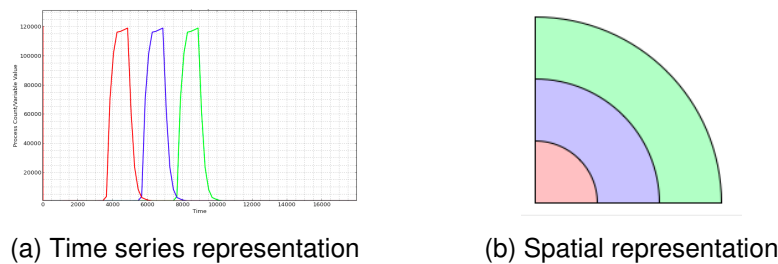 Process Count/Variable Value
120000
100000
80000
60000
40000
20000
0 2000 4000 6000 8000 10000 12000 14000 16000
Time
(a) Time series representation
(b) Spatial representation